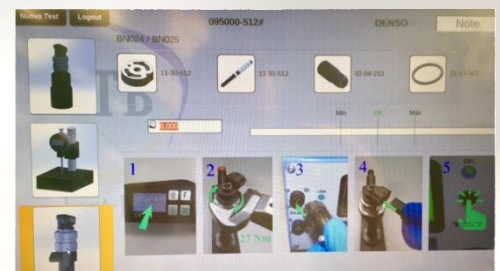 Nuovo Test Logout 095000-512# DENSO Note
BN024 / BN025
11-30-512 11-31-512 02-04-233
Min OK Max
0,000
1 2 3 4 5
27 Nm
OK